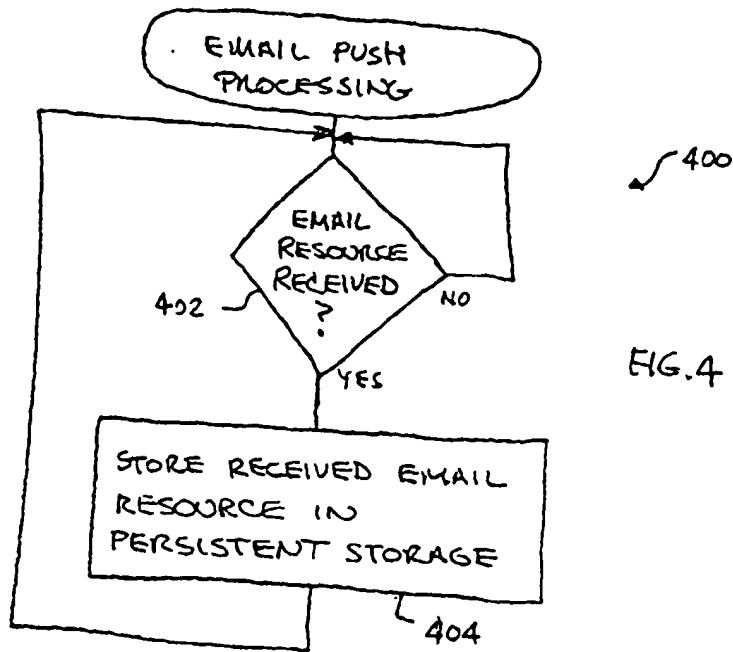 EMAIL PUSH
PROCESSING
400
EMAIL
RESOURCE
RECEIVED
?
402
NO
YES
FIG.4
STORE RECEIVED EMAIL
RESOURCE IN
PERSISTENT STORAGE
404